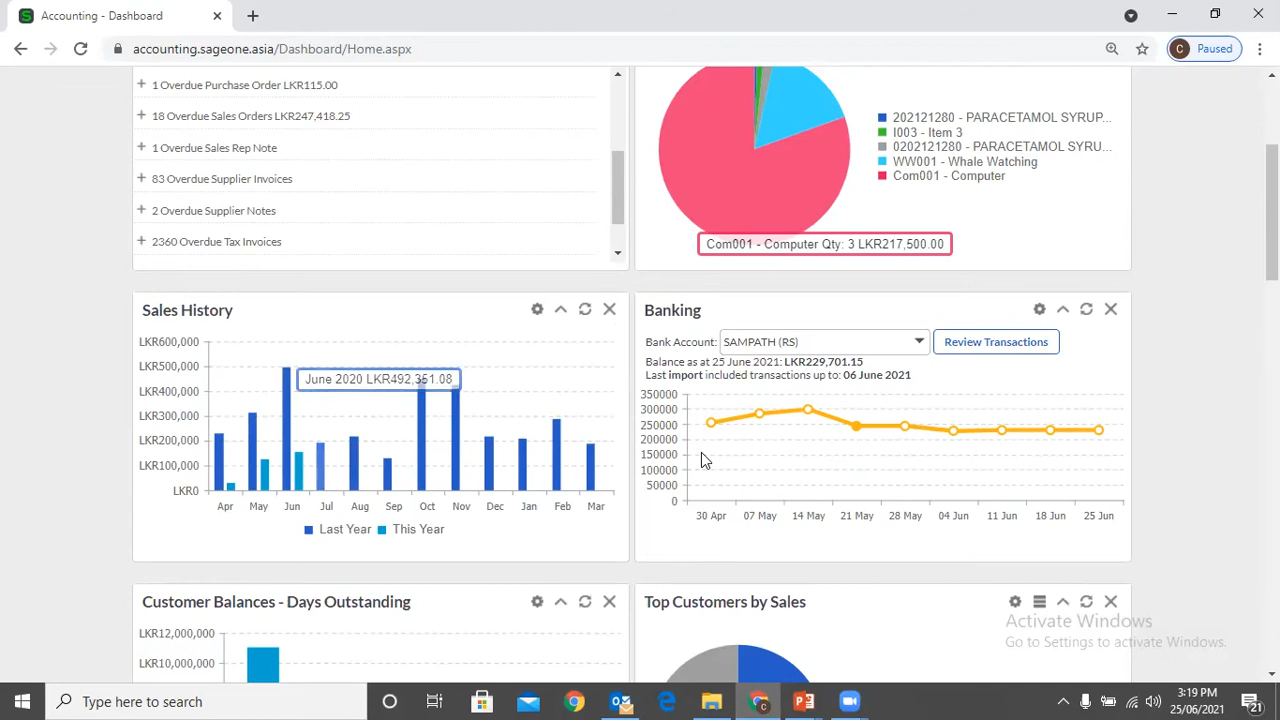 Accounting - Dashboard
accounting.sageone.asia/Dashboard/Home.aspx
C Paused
1 Overdue Purchase Order LKR115.00
18 Overdue Sales Orders LKR247,418.25
1 Overdue Sales Rep Note
83 Overdue Supplier Invoices
2 Overdue Supplier Notes
2360 Overdue Tax Invoices
202121280 - PARACETAMOL SYRUP...
I003 - Item 3
0202121280 - PARACETAMOL SYRU...
WW001 - Whale Watching
Com001 - Computer
Com001 - Computer Qty: 3 LKR217,500.00
Sales History
LKR600,000
LKR500,000
LKR400,000
LKR300,000
LKR200,000
LKR100,000
LKR0
June 2020 LKR492,351.08
Apr May Jun Jul Aug Sep Oct Nov Dec Jan Feb Mar
Last Year This Year
Banking
Bank Account: SAMPATH (RS) Review Transactions
Balance as at 25 June 2021: LKR229,701.15
Last import included transactions up to: 06 June 2021
350000
300000
250000
200000
150000
100000
50000
0
30 Apr 07 May 14 May 21 May 28 May 04 Jun 11 Jun 18 Jun 25 Jun
Customer Balances - Days Outstanding
LKR12,000,000
LKR10,000,000
Top Customers by Sales
Activate Windows
Go to Settings to activate Windows.
Type here to search
3:19 PM
25/06/2021
21